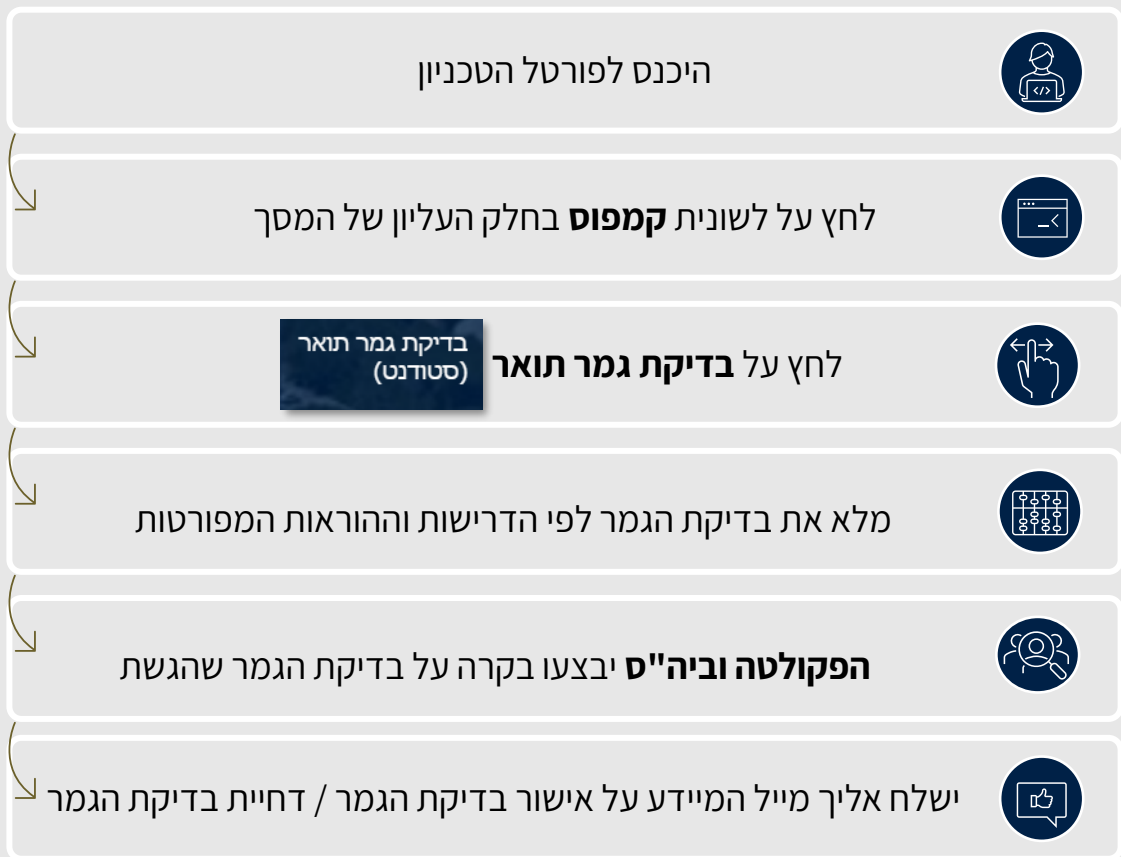 היכנס לפורטל הטכניון
לחץ על לשונית קמפוס בחלק העליון של המסך
לחץ על בדיקת גמר תואר
בדיקת גמר תואר
(סטודנט)
מלא את בדיקת הגמר לפי הדרישות וההוראות המפורטות
הפקולטה וביה"ס יבצעו בקרה על בדיקת הגמר שהגשת
ישלח אליך מייל המיידע על אישור בדיקת הגמר / דחיית בדיקת הגמר